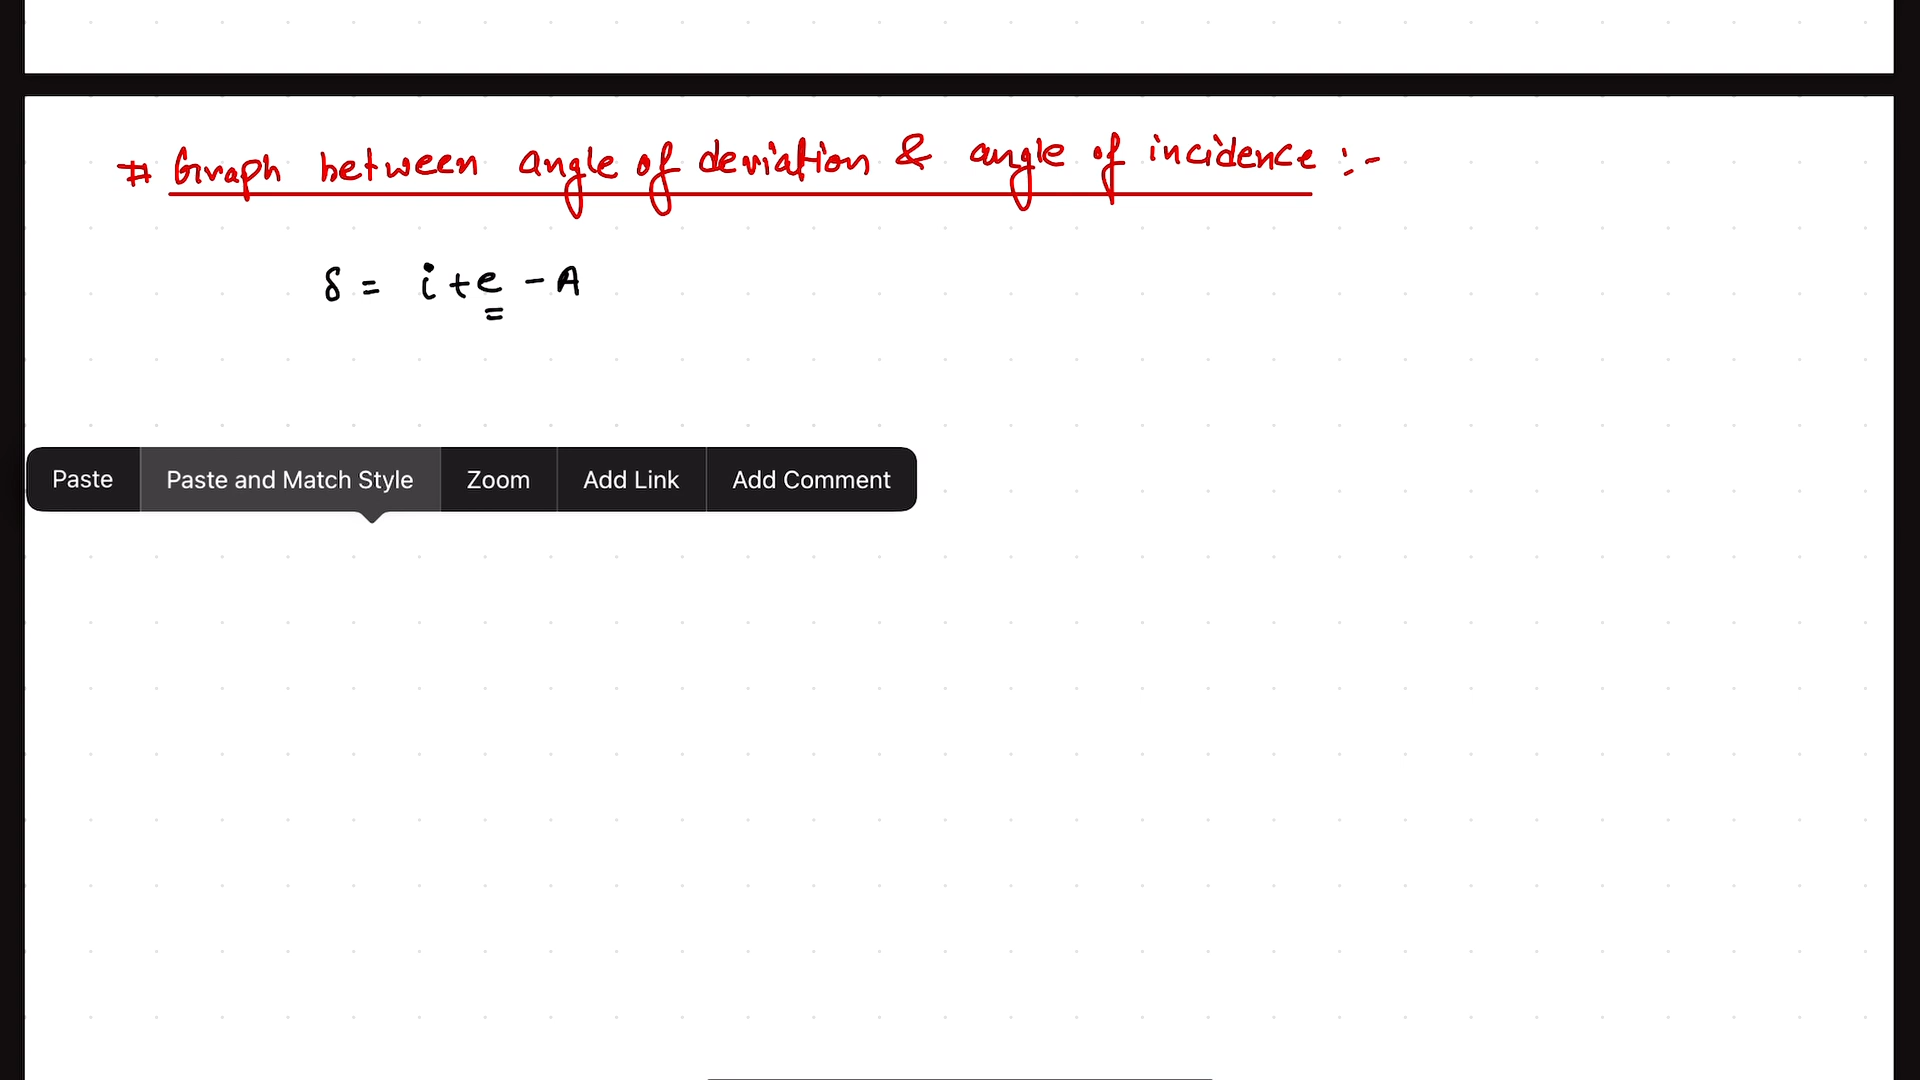 # Graph between angle of deviation & angle of incidence :-
δ = i + e - A
Paste Paste and Match Style Zoom Add Link Add Comment